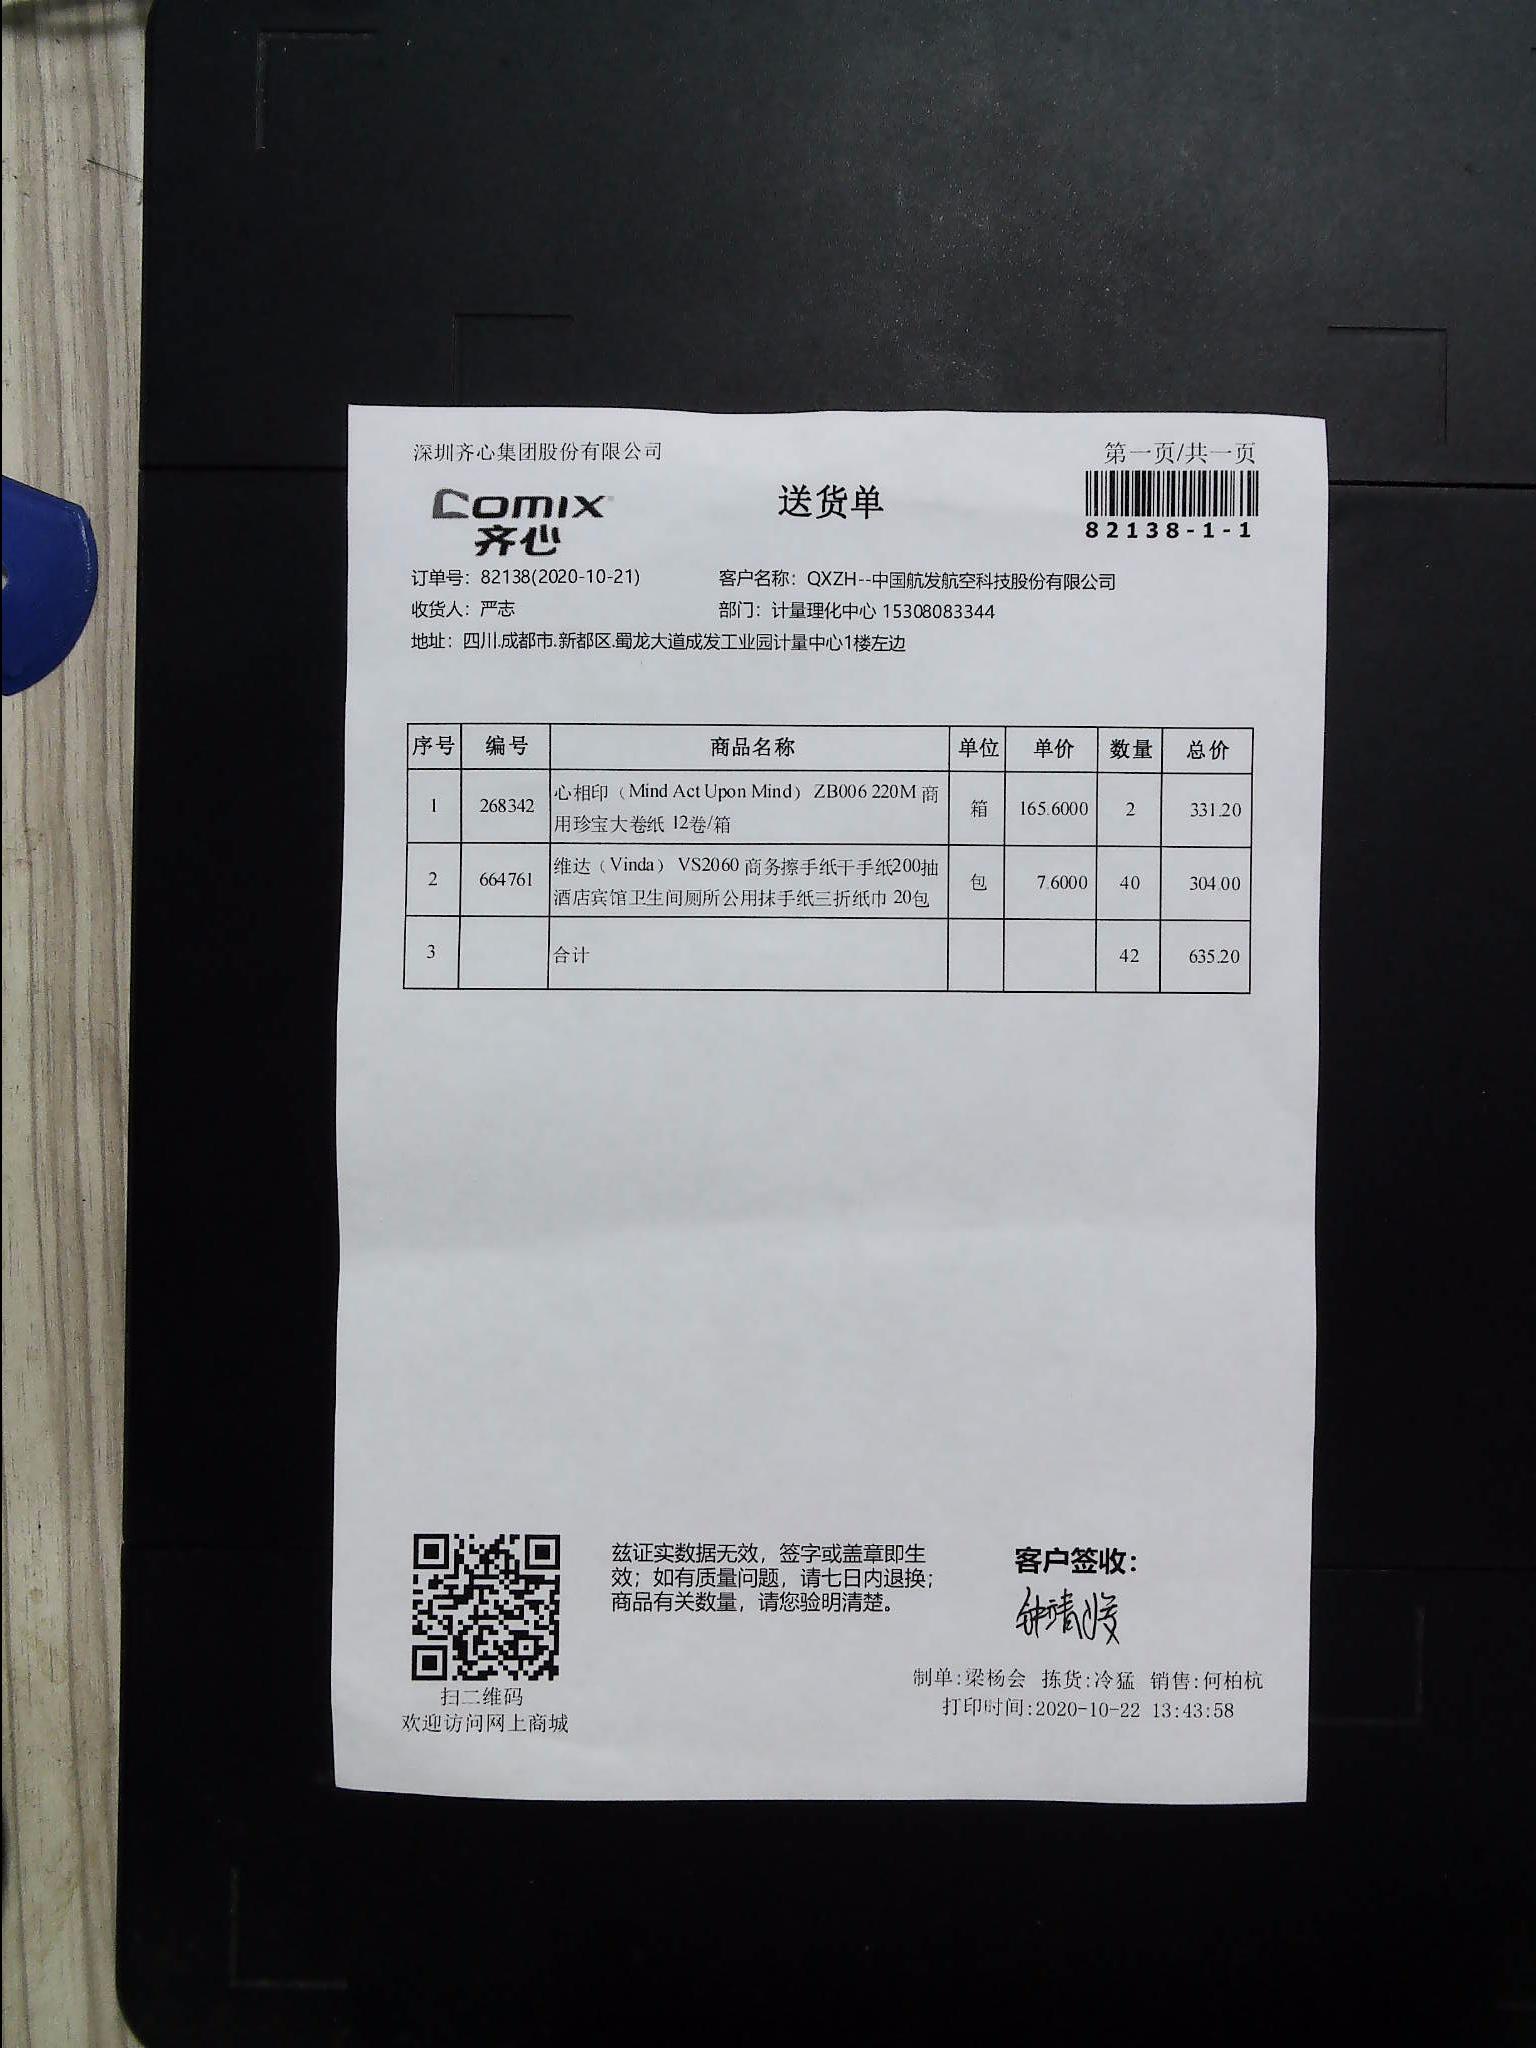 深圳齐心集团股份有限公司
第一页/共一页
Comix
齐心
送货单
82138-1-1
订单号：82138(2020-10-21)
客户名称：QXZH--中国航发航空科技股份有限公司
收货人：严志
部门：计量理化中心 15308083344
地址：四川.成都市.新都区.蜀龙大道成发工业园计量中心1楼左边
序号 编号 商品名称 单位 单价 数量 总价
1 268342 心相印（Mind Act Upon Mind） ZB006 220M 商 箱 165.6000 2 331.20
用珍宝大卷纸 12卷/箱
2 664761 维达（Vinda） VS2060 商务擦手纸干手纸200抽 包 7.6000 40 304.00
酒店宾馆卫生间厕所公用抹手纸三折纸巾 20包
3 合计 42 635.20
兹证实数据无效，签字或盖章即生
效；如有质量问题，请七日内退换；
商品有关数量，请您验明清楚。
客户签收：
扫二维码
欢迎访问网上商城
制单:梁杨会 拣货:冷猛 销售:何柏杭
打印时间:2020-10-22 13:43:58